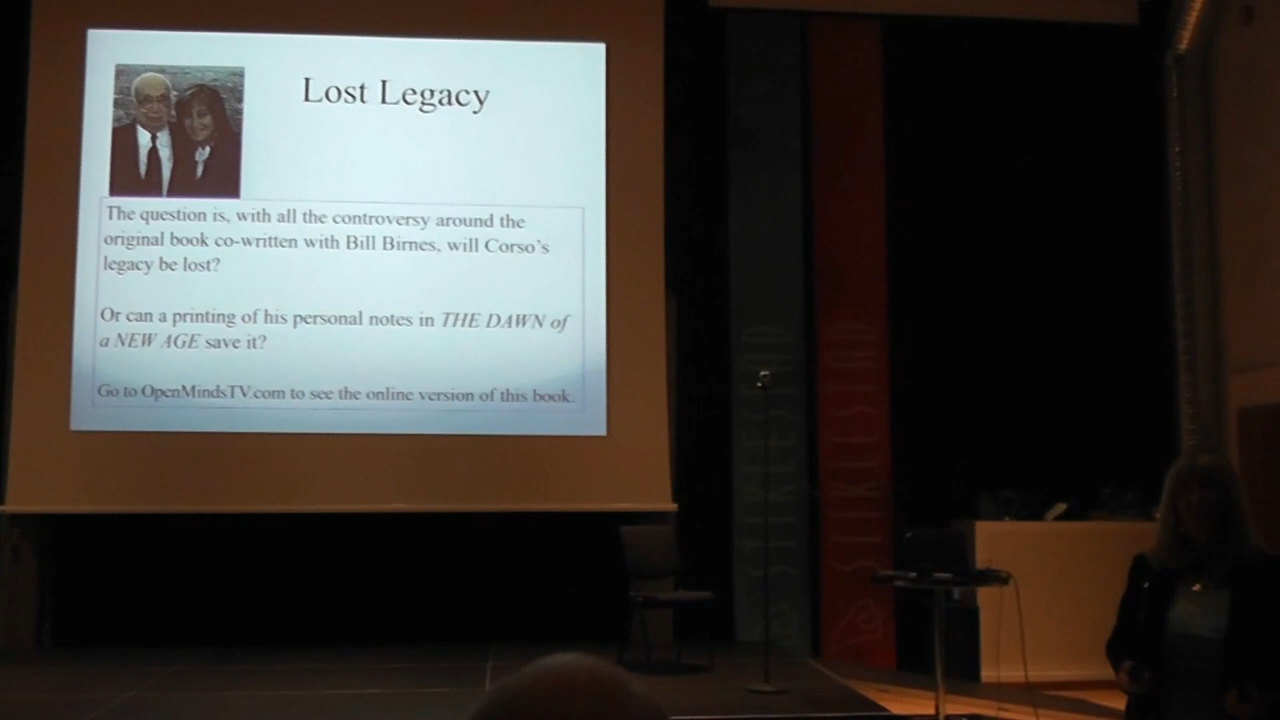 Lost Legacy
The question is, with all the controversy around the
original book co-written with Bill Birnes, will Corso's
legacy be lost?
Or can a printing of his personal notes in THE DAWN of
a NEW AGE save it?
Go to OpenMindsTV.com to see the online version of this book.